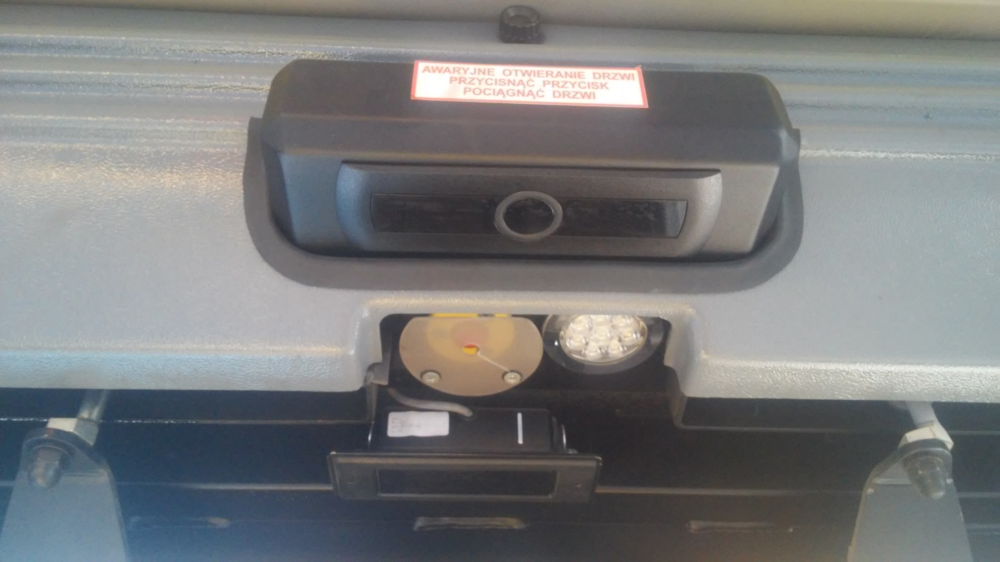 AWARYJNE OTWIERANIE DRZWI
PRZYCISNĄĆ PRZYCISK
POCIĄGNĄĆ DRZWI